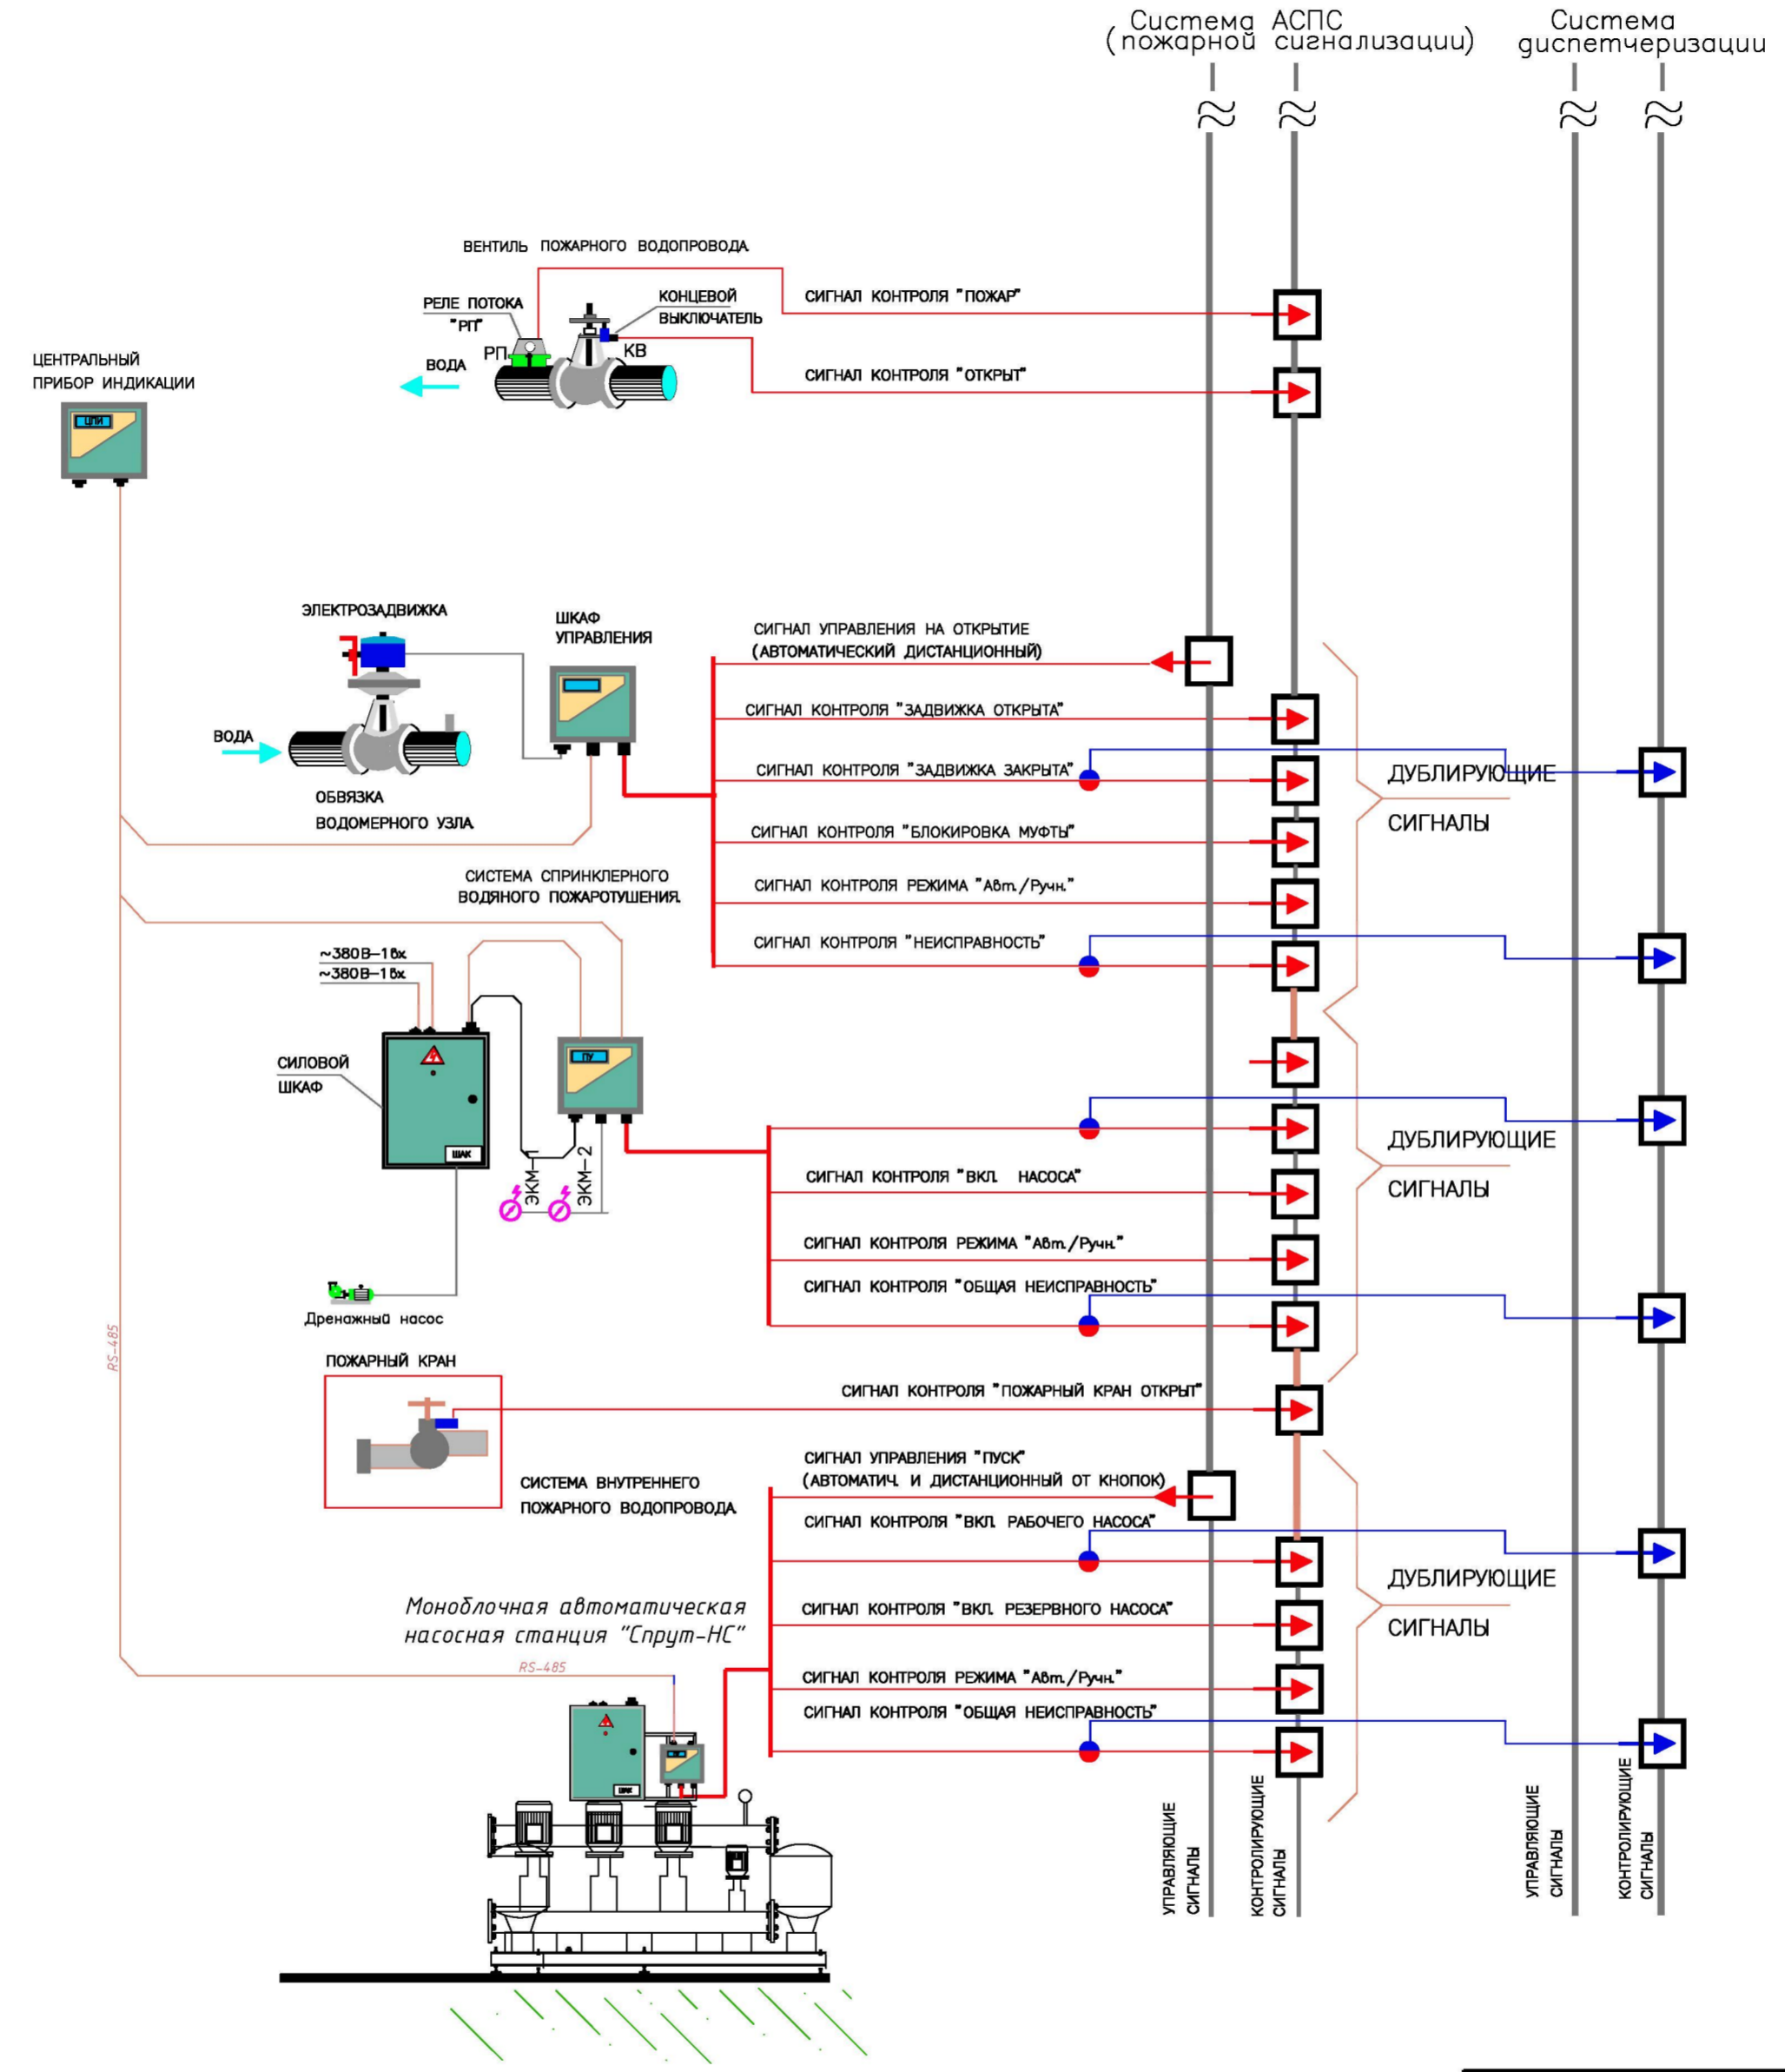 Система АСПС
(пожарной сигнализации)
Система
диспетчеризации
ВЕНТИЛЬ ПОЖАРНОГО ВОДОПРОВОДА.
РЕЛЕ ПОТОКА
"РП"
КОНЦЕВОЙ
ВЫКЛЮЧАТЕЛЬ
СИГНАЛ КОНТРОЛЯ "ПОЖАР"
РП
КВ
ВОДА
СИГНАЛ КОНТРОЛЯ "ОТКРЫТ"
ЦЕНТРАЛЬНЫЙ
ПРИБОР ИНДИКАЦИИ
ЦПИ
ЭЛЕКТРОЗАДВИЖКА
ШКАФ
УПРАВЛЕНИЯ
СИГНАЛ УПРАВЛЕНИЯ НА ОТКРЫТИЕ
(АВТОМАТИЧЕСКИЙ ДИСТАНЦИОННЫЙ)
СИГНАЛ КОНТРОЛЯ "ЗАДВИЖКА ОТКРЫТА"
ВОДА
СИГНАЛ КОНТРОЛЯ "ЗАДВИЖКА ЗАКРЫТА"
ДУБЛИРУЮЩИЕ
СИГНАЛЫ
ОБВЯЗКА
ВОДОМЕРНОГО УЗЛА.
СИГНАЛ КОНТРОЛЯ "БЛОКИРОВКА МУФТЫ"
СИСТЕМА СПРИНКЛЕРНОГО
ВОДЯНОГО ПОЖАРОТУШЕНИЯ.
СИГНАЛ КОНТРОЛЯ РЕЖИМА "Авт./Ручн."
СИГНАЛ КОНТРОЛЯ "НЕИСПРАВНОСТЬ"
~380В-1вх.
~380В-1вх.
СИЛОВОЙ
ШКАФ
ПУ
ШАК
ЭКМ-1
ЭКМ-2
ДУБЛИРУЮЩИЕ
СИГНАЛЫ
СИГНАЛ КОНТРОЛЯ "ВКЛ. НАСОСА"
СИГНАЛ КОНТРОЛЯ РЕЖИМА "Авт./Ручн."
СИГНАЛ КОНТРОЛЯ "ОБЩАЯ НЕИСПРАВНОСТЬ"
Дренажный насос
RS-485
ПОЖАРНЫЙ КРАН
СИГНАЛ КОНТРОЛЯ "ПОЖАРНЫЙ КРАН ОТКРЫТ"
СИСТЕМА ВНУТРЕННЕГО
ПОЖАРНОГО ВОДОПРОВОДА.
СИГНАЛ УПРАВЛЕНИЯ "ПУСК"
(АВТОМАТИЧ. И ДИСТАНЦИОННЫЙ ОТ КНОПОК)
СИГНАЛ КОНТРОЛЯ "ВКЛ. РАБОЧЕГО НАСОСА"
ДУБЛИРУЮЩИЕ
СИГНАЛЫ
Моноблочная автоматическая
насосная станция "Спрут-НС"
СИГНАЛ КОНТРОЛЯ "ВКЛ. РЕЗЕРВНОГО НАСОСА"
RS-485
СИГНАЛ КОНТРОЛЯ РЕЖИМА "Авт./Ручн."
СИГНАЛ КОНТРОЛЯ "ОБЩАЯ НЕИСПРАВНОСТЬ"
ШАК
УПРАВЛЯЮЩИЕ
СИГНАЛЫ
КОНТРОЛИРУЮЩИЕ
СИГНАЛЫ
УПРАВЛЯЮЩИЕ
СИГНАЛЫ
КОНТРОЛИРУЮЩИЕ
СИГНАЛЫ